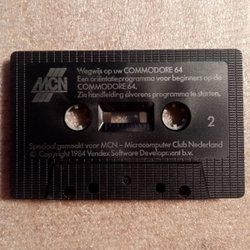 MCN
Wegwijs op uw COMMODORE 64
Een oriëntatieprogramma voor beginners op de
COMMODORE 64.
Zie handleiding alvorens programma te starten.
2
Speciaal gemaakt voor MCN – Microcomputer Club Nederland
© Copyright 1984 Vendex Software Development b.v.